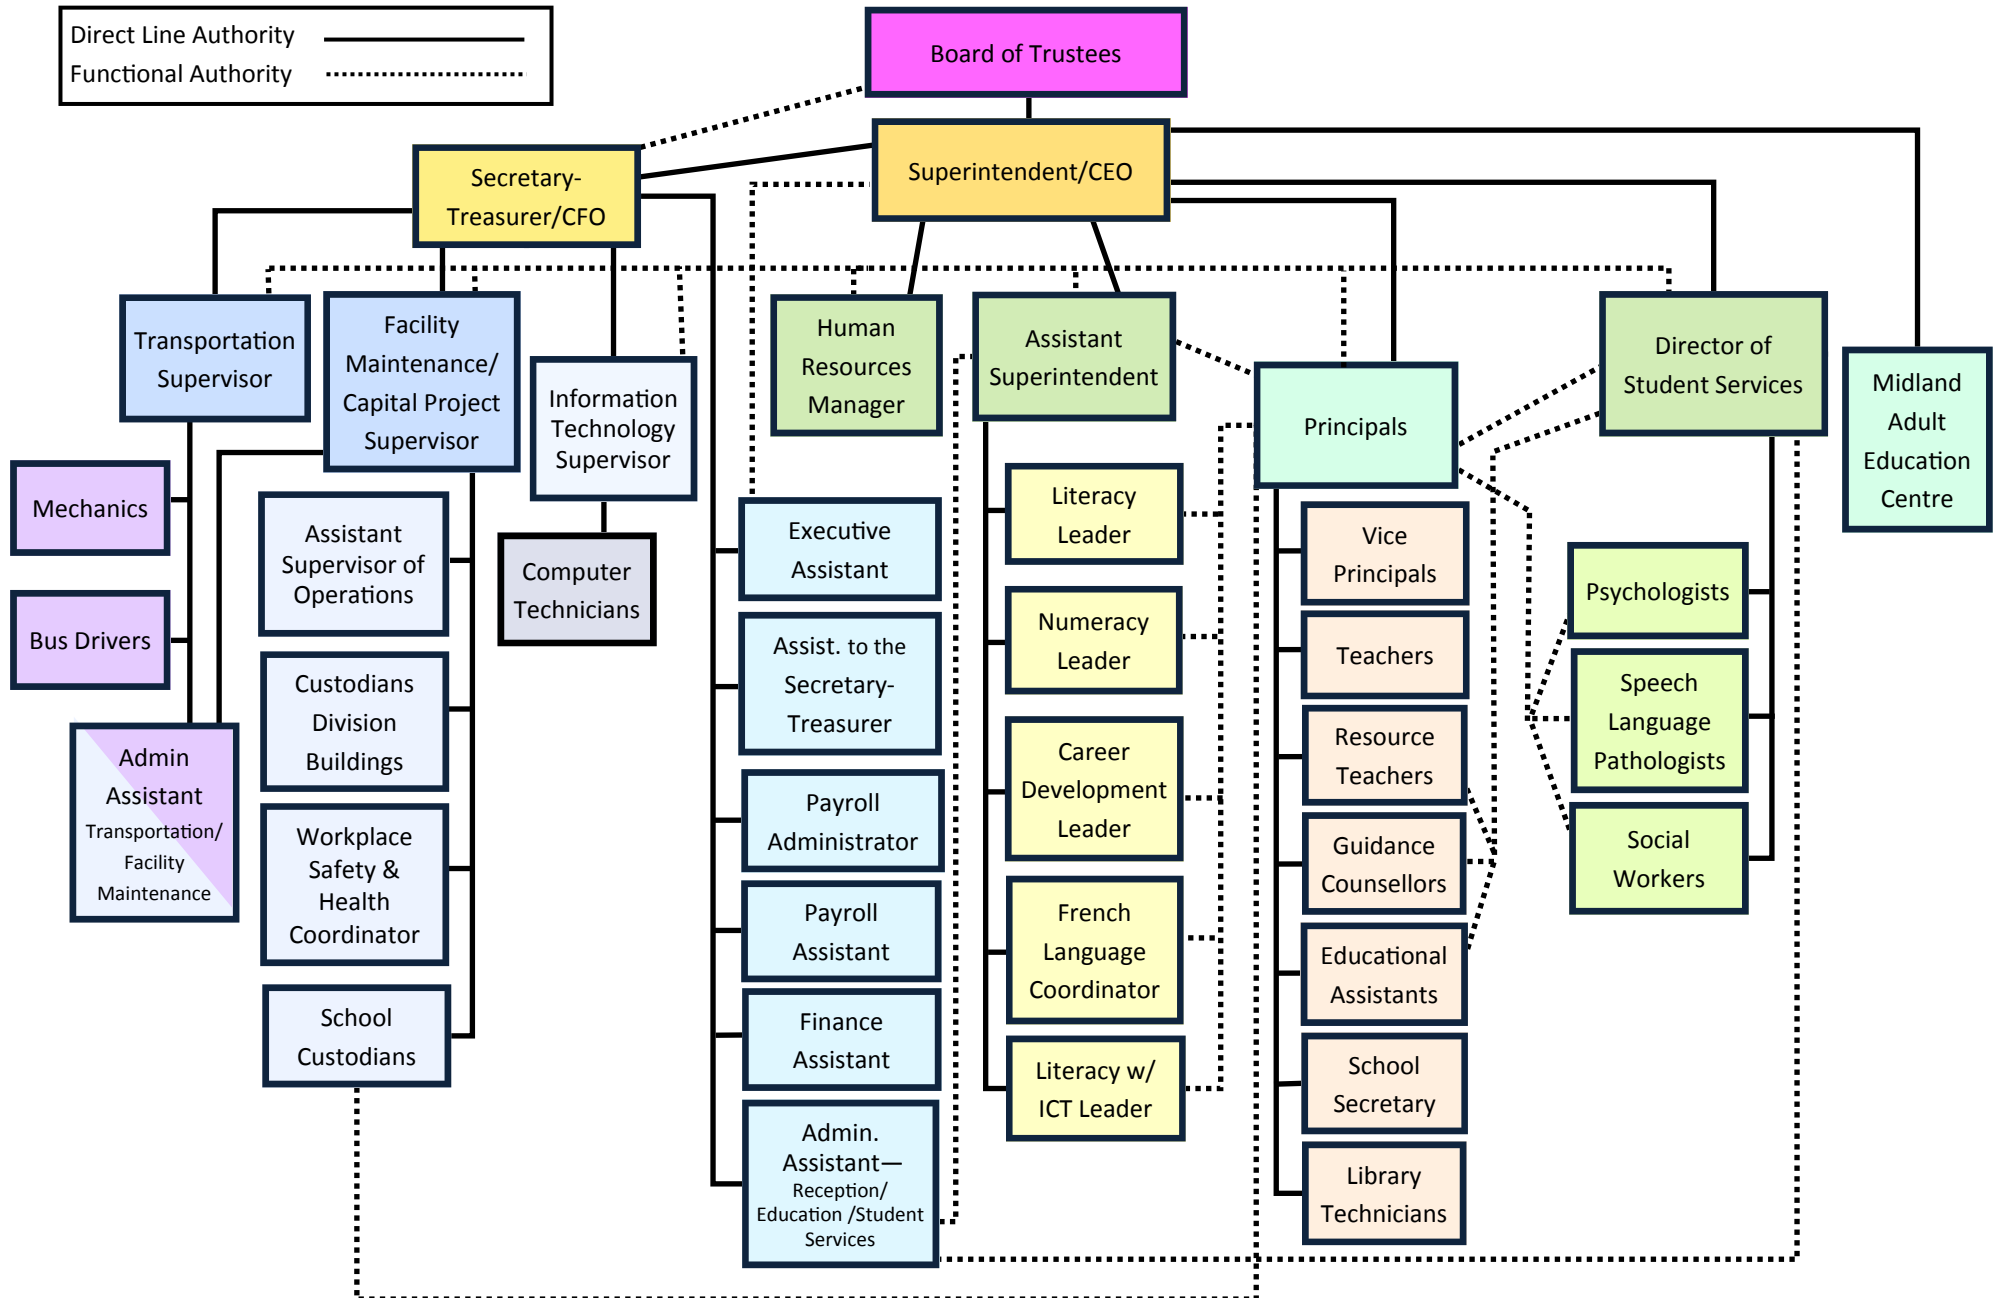 Direct Line Authority
Functional Authority
Board of Trustees
Superintendent/CEO
Secretary-
Treasurer/CFO
Transportation
Supervisor
Facility
Maintenance/
Capital Project
Supervisor
Information
Technology
Supervisor
Human
Resources
Manager
Assistant
Superintendent
Principals
Director of
Student Services
Midland
Adult
Education
Centre
Mechanics
Bus Drivers
Admin
Assistant
Transportation/
Facility
Maintenance
Assistant
Supervisor of
Operations
Custodians
Division
Buildings
Workplace
Safety &
Health
Coordinator
School
Custodians
Computer
Technicians
Executive
Assistant
Assist. to the
Secretary-
Treasurer
Payroll
Administrator
Payroll
Assistant
Finance
Assistant
Admin.
Assistant—
Reception/
Education /Student
Services
Literacy
Leader
Numeracy
Leader
Career
Development
Leader
French
Language
Coordinator
Literacy w/
ICT Leader
Vice
Principals
Teachers
Resource
Teachers
Guidance
Counsellors
Educational
Assistants
School
Secretary
Library
Technicians
Psychologists
Speech
Language
Pathologists
Social
Workers